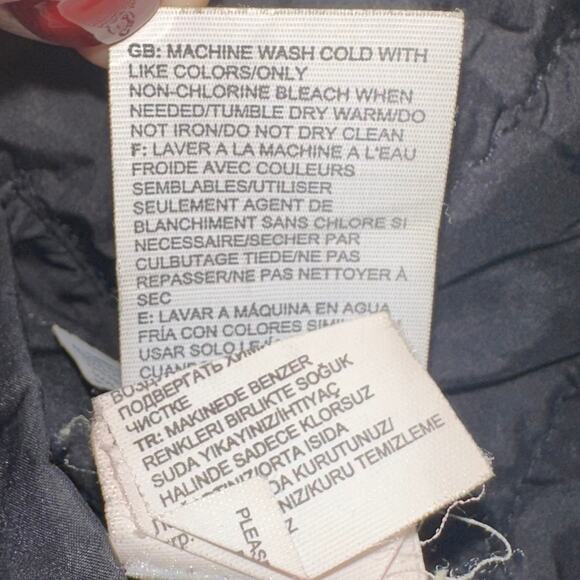 GB: MACHINE WASH COLD WITH
LIKE COLORS/ONLY
NON-CHLORINE BLEACH WHEN
NEEDED/TUMBLE DRY WARM/DO
NOT IRON/DO NOT DRY CLEAN
F: LAVER A LA MACHINE A L'EAU
FROIDE AVEC COULEURS
SEMBLABLES/UTILISER
SEULEMENT AGENT DE
BLANCHIMENT SANS CHLORE SI
NECESSAIRE/SECHER PAR
CULBUTAGE TIEDE/NE PAS
REPASSER/NE PAS NETTOYER À
SEC
E: LAVAR A MÁQUINA EN AGUA
FRÍA CON COLORES
USAR SOLO
ПОДВЕРГАТЬ
ЧИСТКЕ
TR: MAKINEDE BENZER
RENKLERI BIRLIKTE SOĞUK
SUDA YIKAYINIZ/IHTIYAÇ
HALINDE SADECE KLORSUZ
ORTA ISIDA
KURUTUNUZ/
KURU TEMIZLEME